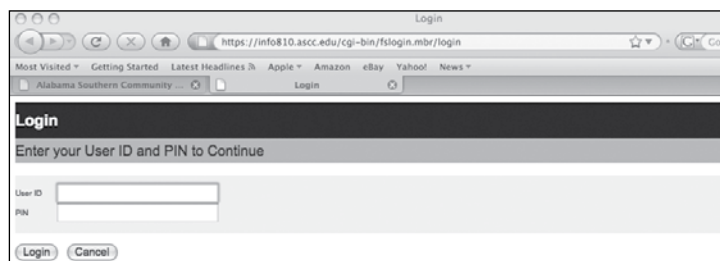 Login
https://info810.ascc.edu/cgi-bin/fslogin.mbr/login
Most Visited Getting Started Latest Headlines Apple Amazon eBay Yahoo! News
Alabama Southern Community ... Login
Login
Enter your User ID and PIN to Continue
User ID
PIN
Login Cancel